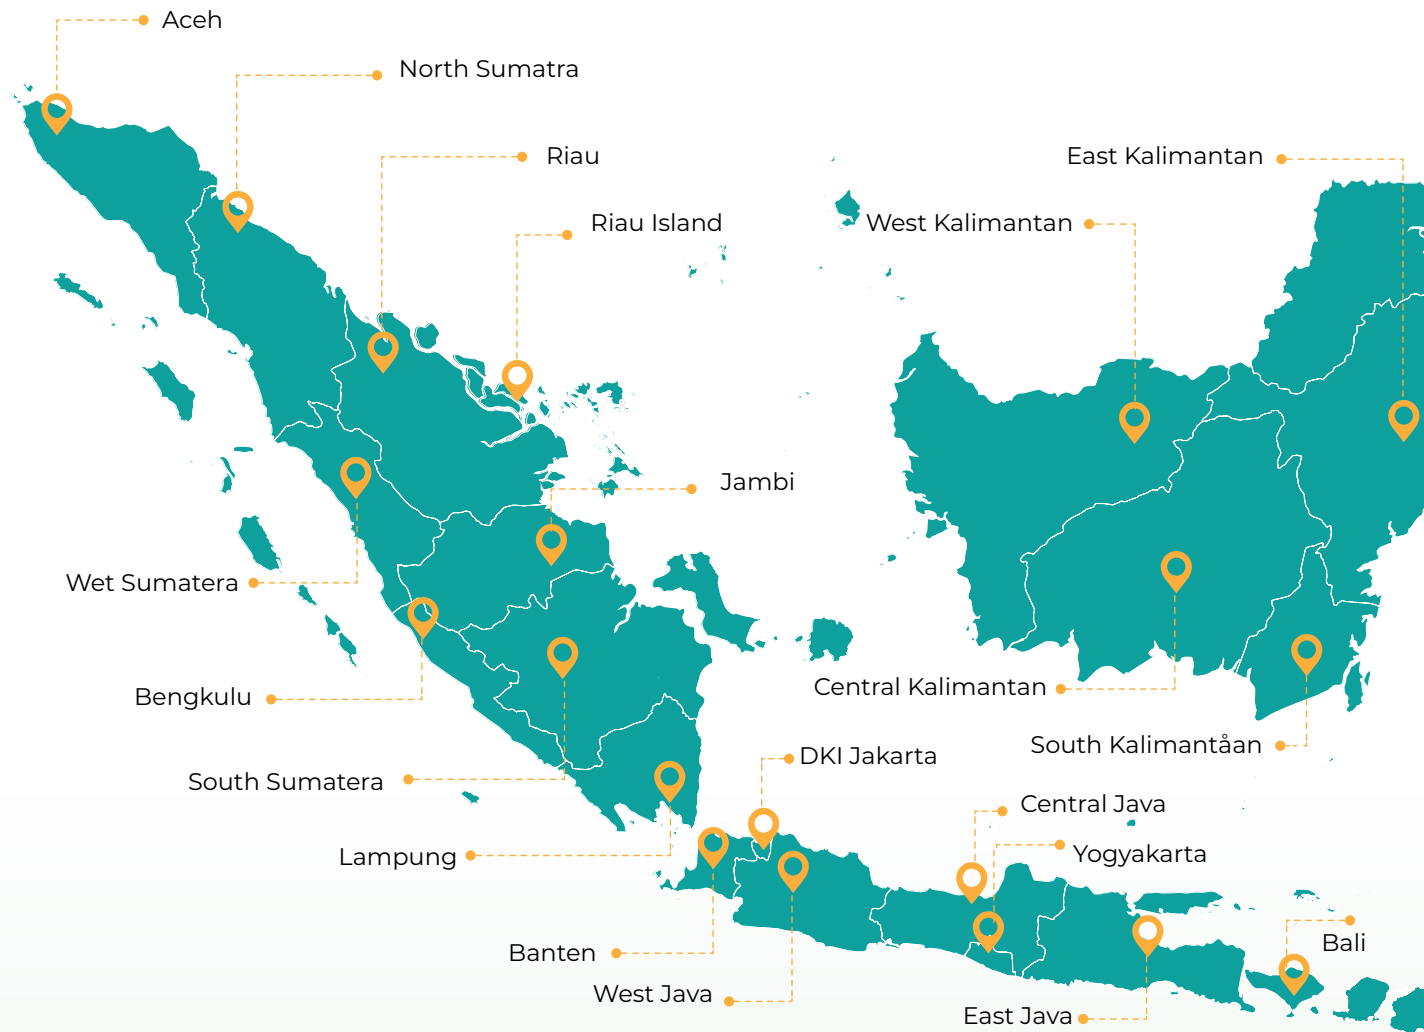 Aceh
North Sumatra
Riau
East Kalimantan
Riau Island
West Kalimantan
Jambi
Wet Sumatera
Central Kalimantan
Bengkulu
South Kalimantåan
DKI Jakarta
South Sumatera
Central Java
Yogyakarta
Lampung
Bali
Banten
West Java
East Java